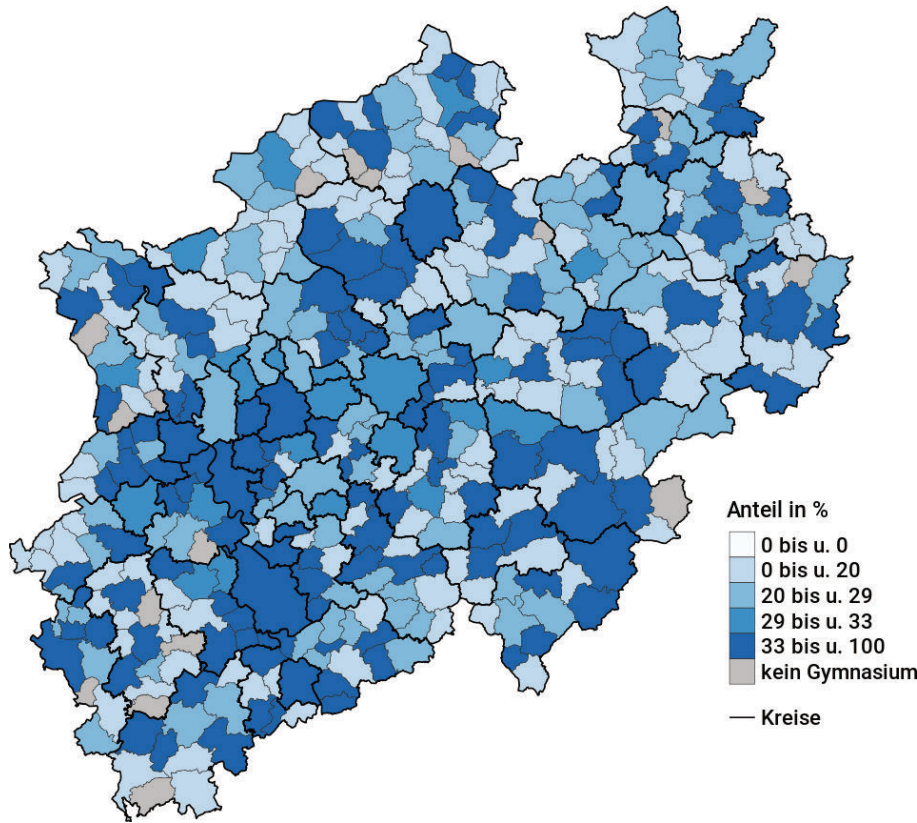 Anteil in %
0 bis u. 0
0 bis u. 20
20 bis u. 29
29 bis u. 33
33 bis u. 100
kein Gymnasium
Kreise